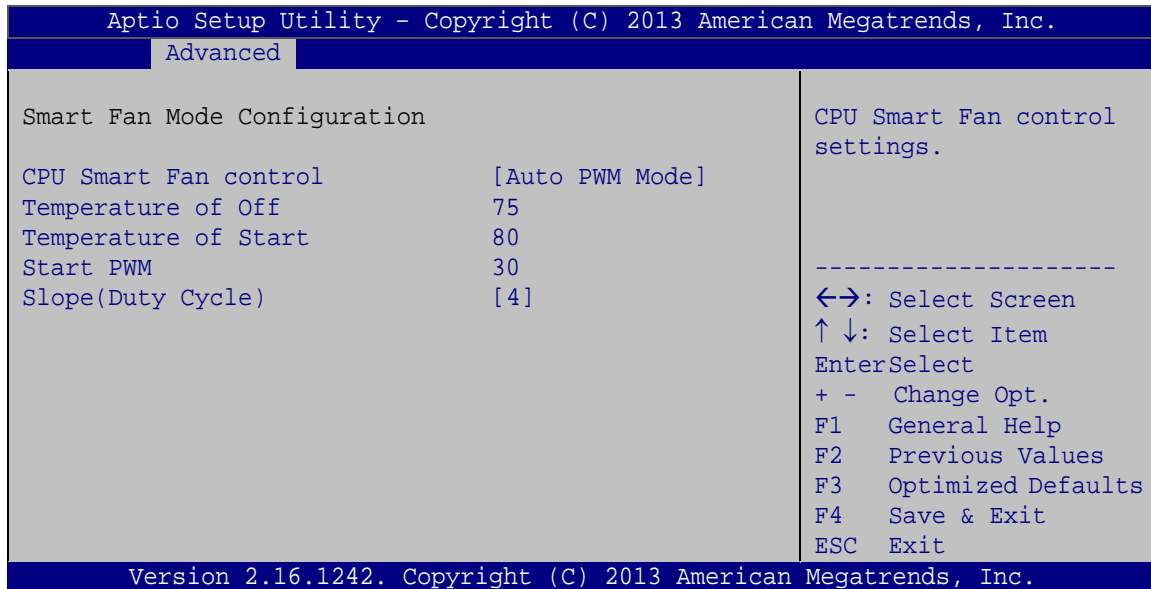 Aptio Setup Utility – Copyright (C) 2013 American Megatrends, Inc.
Advanced
Smart Fan Mode Configuration
CPU Smart Fan control [Auto PWM Mode]
Temperature of Off 75
Temperature of Start 80
Start PWM 30
Slope(Duty Cycle) [4]
CPU Smart Fan control
settings.
---------------------
←→: Select Screen
↑ ↓: Select Item
EnterSelect
+ - Change Opt.
F1 General Help
F2 Previous Values
F3 Optimized Defaults
F4 Save & Exit
ESC Exit
Version 2.16.1242. Copyright (C) 2013 American Megatrends, Inc.